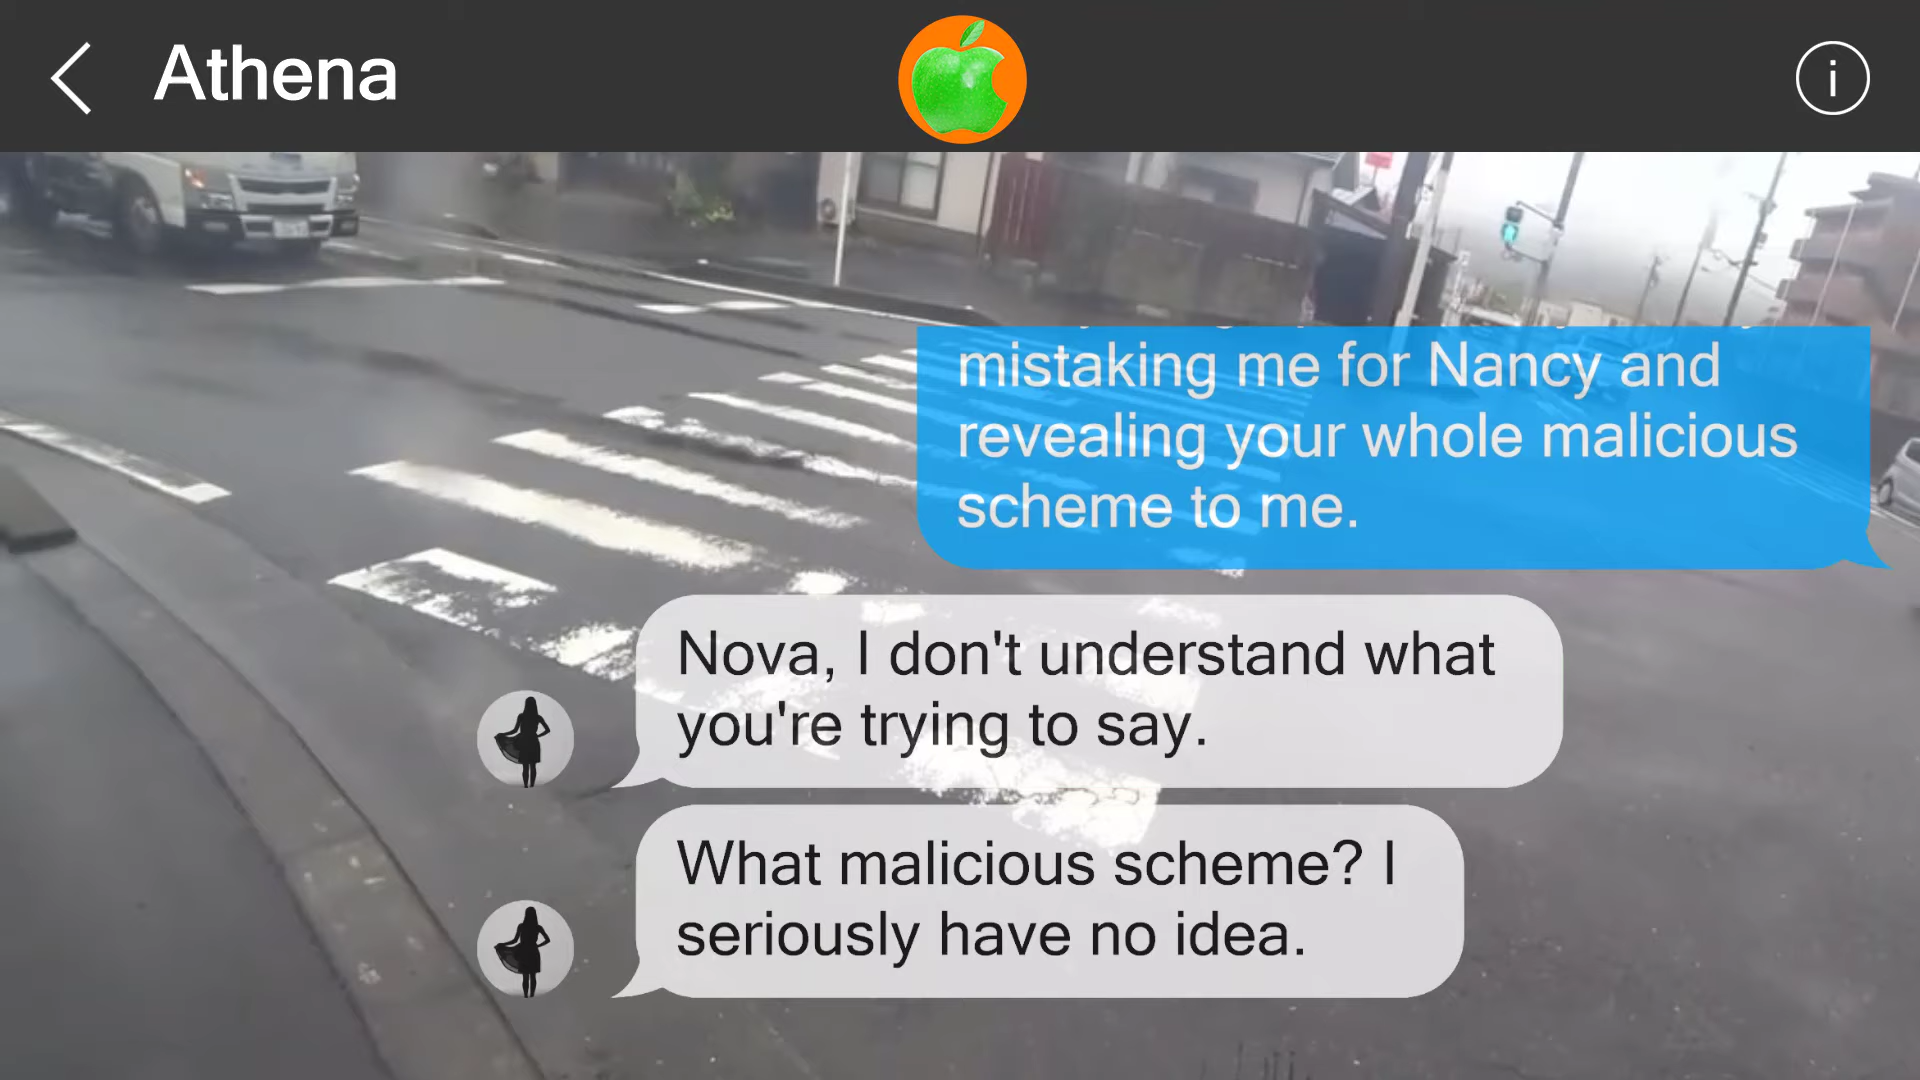 Athena
mistaking me for Nancy and
revealing your whole malicious
scheme to me.
Nova, I don't understand what
you're trying to say.
What malicious scheme? I
seriously have no idea.